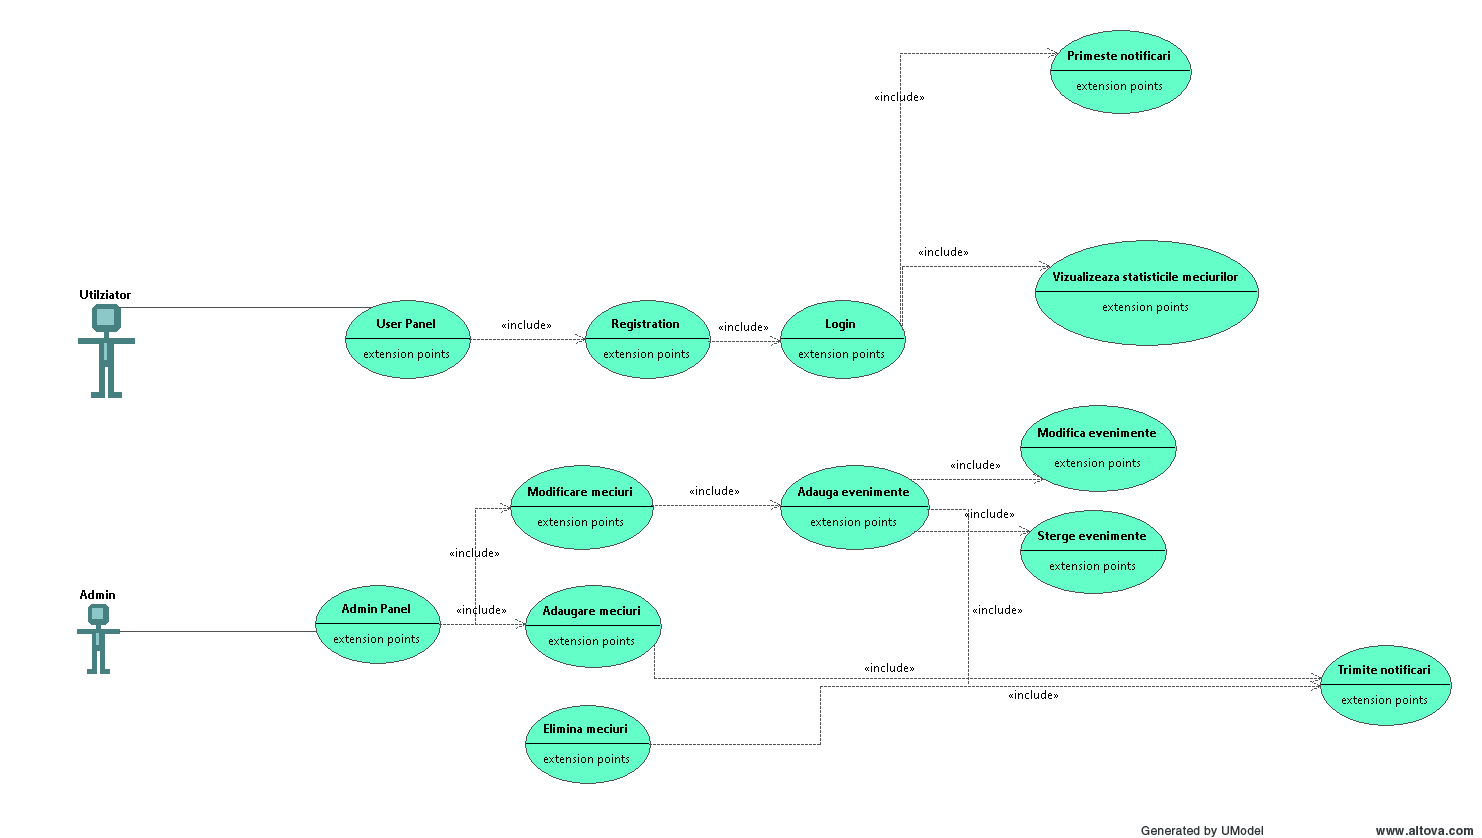 Primeste notificari
extension points
«include»
«include»
Vizualizeaza statisticile meciurilor
extension points
Utilziator
User Panel
extension points
«include»
Registration
extension points
«include»
Login
extension points
Modifica evenimente
extension points
«include»
Modificare meciuri
extension points
«include»
Adauga evenimente
extension points
«include»
Sterge evenimente
extension points
«include»
Admin
Admin Panel
extension points
«include»
Adaugare meciuri
extension points
«include»
«include»
«include»
Trimite notificari
extension points
Elimina meciuri
extension points
Generated by UModel
www.altova.com